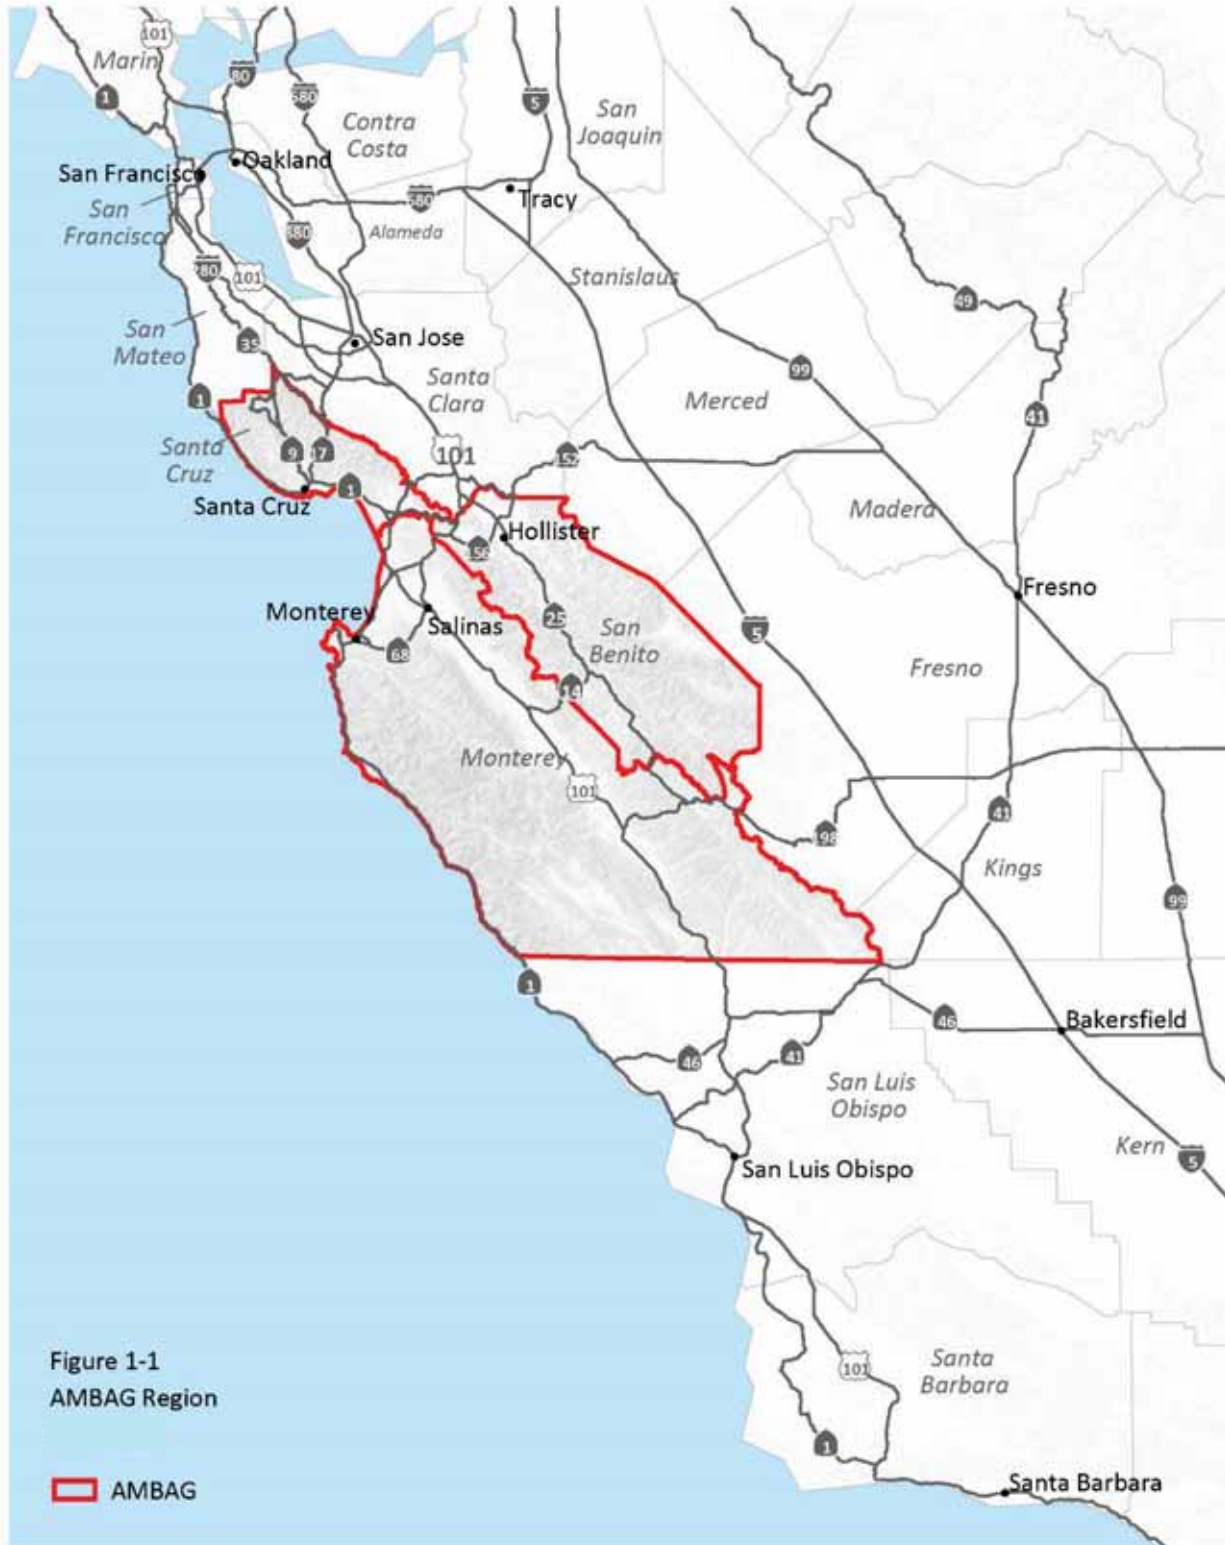 101
Marin
80
680
1
5
San
Joaquin
Contra
Costa
Oakland
San Francisco
Tracy
580
San
Francisco
880
Alameda
280
101
Stanislaus
49
San
Mateo
35
San Jose
99
Santa
Clara
1
Merced
41
Santa
Cruz
9
17
101
152
1
Santa Cruz
Madera
Hollister
156
Fresno
Monterey
25
Salinas
5
San
Benito
68
Fresno
14
Monterey
101
41
198
Kings
99
1
46
Bakersfield
46
41
San Luis
Obispo
Kern
5
San Luis Obispo
Figure 1-1
AMBAG Region
101
Santa
Barbara
1
AMBAG
Santa Barbara